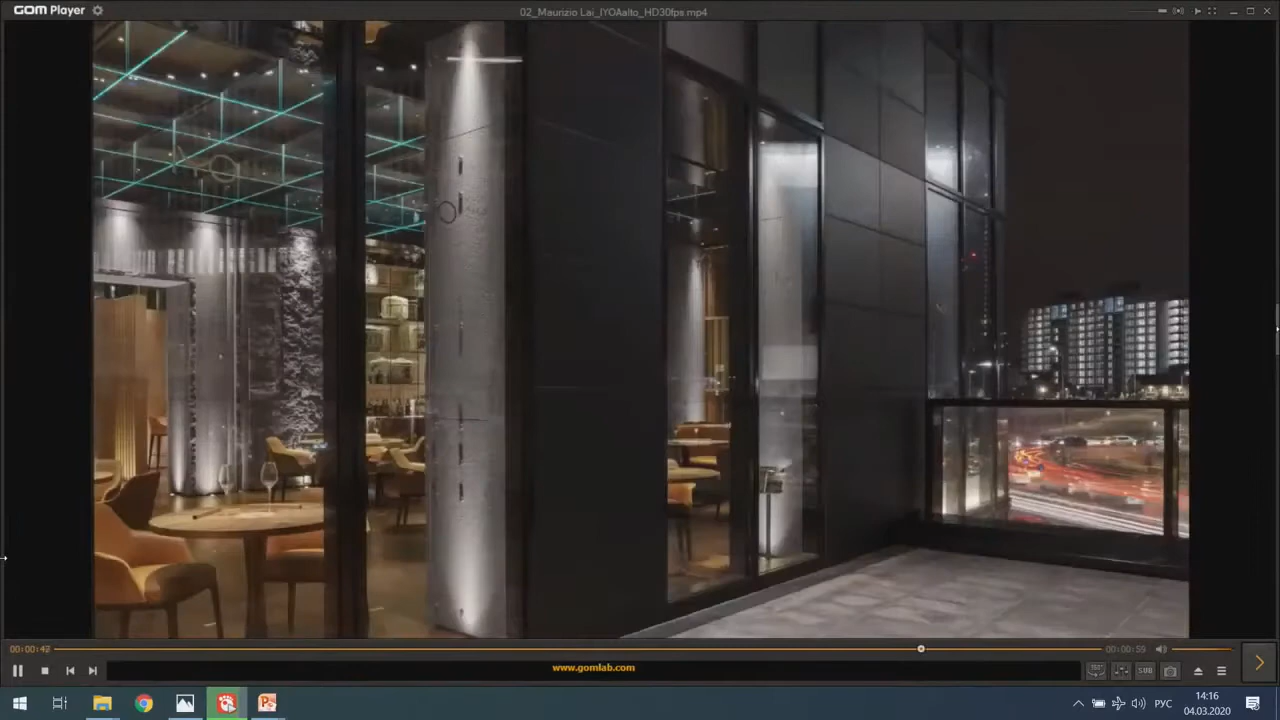 GOM Player
02_Maurizio Lai_IYOAalto_HD30fps.mp4
00:00:42
00:00:59
www.gomlab.com
360°
SUB
РУС
14:16
04.03.2020